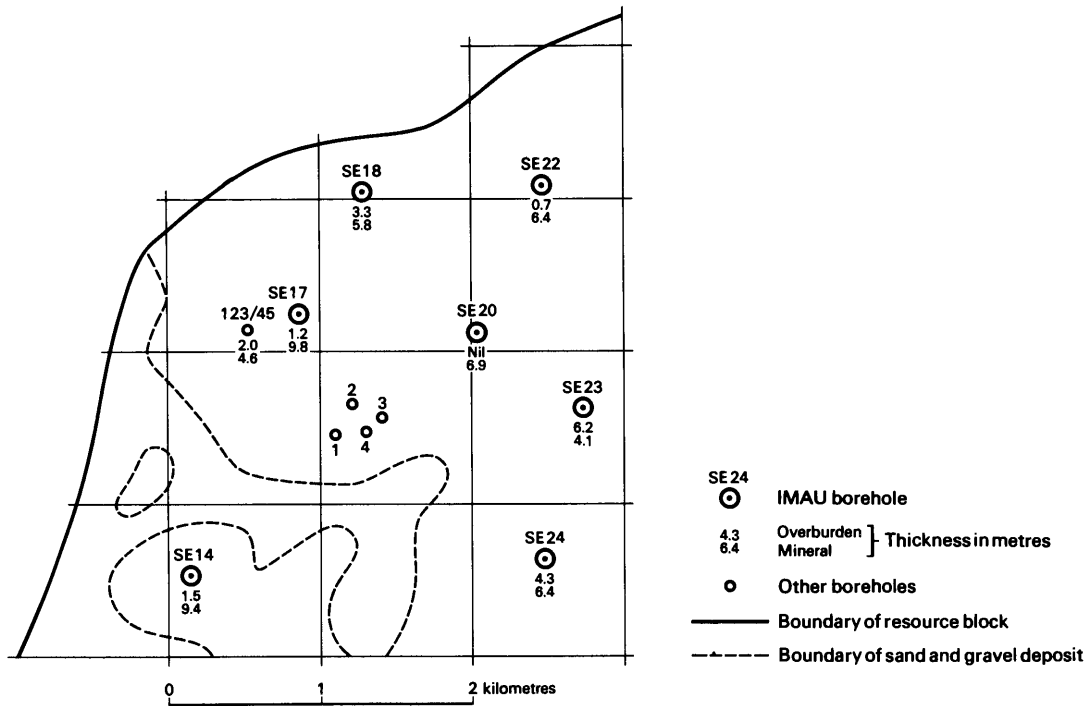 SE18
3.3
5.8
SE22
0.7
6.4
SE17
1.2
9.8
123/45
2.0
4.6
SE20
Nil
6.9
2
3
1
4
SE23
6.2
4.1
SE14
1.5
9.4
SE24
4.3
6.4
0 1 2 kilometres
SE24
IMAU borehole
4.3 Overburden
6.4 Mineral
Thickness in metres
Other boreholes
Boundary of resource block
Boundary of sand and gravel deposit